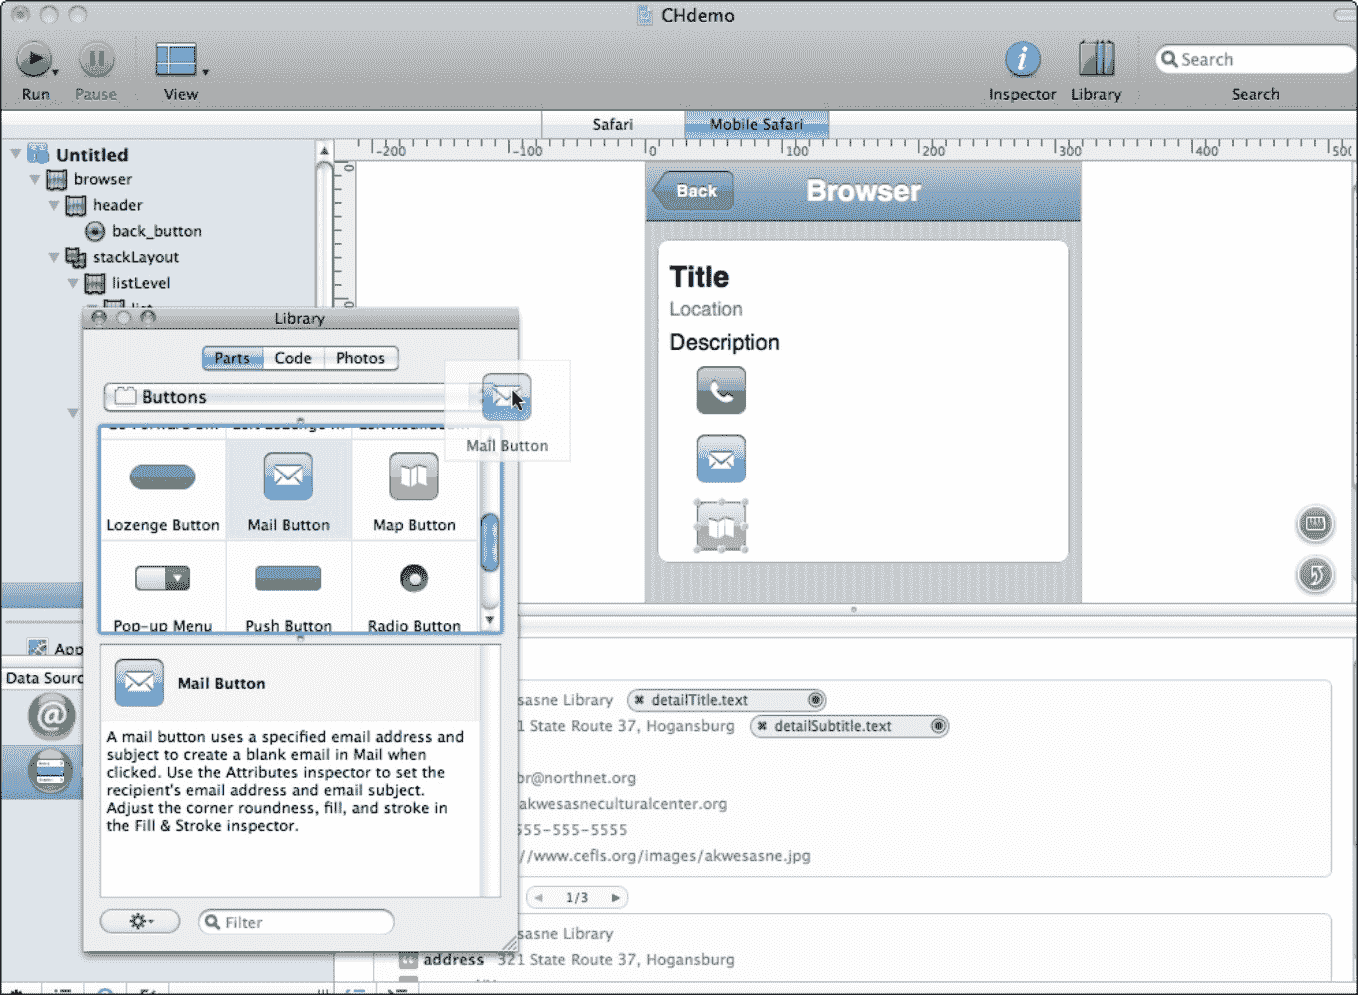 CHdemo
Run Pause View Inspector Library Search
Search
Safari Mobile Safari
-200 -100 0 100 200 300 400 500
0
Untitled
browser
header
back_button
stackLayout
listLevel
list
Back Browser
Title
Location
Description
Library
Parts Code Photos
Buttons
Mail Button
Lozenge Button Mail Button Map Button
Pop-up Menu Push Button Radio Button
Mail Button
A mail button uses a specified email address and
subject to create a blank email in Mail when
clicked. Use the Attributes inspector to set the
recipient's email address and email subject.
Adjust the corner roundness, fill, and stroke in
the Fill & Stroke inspector.
Filter
App
Data Sourc
sasne Library detailTitle.text
1 State Route 37, Hogansburg detailSubtitle.text
br@northnet.org
akwesasneculturalcenter.org
555-555-5555
//www.cefls.org/images/akwesasne.jpg
1/3
sasne Library
address 321 State Route 37, Hogansburg